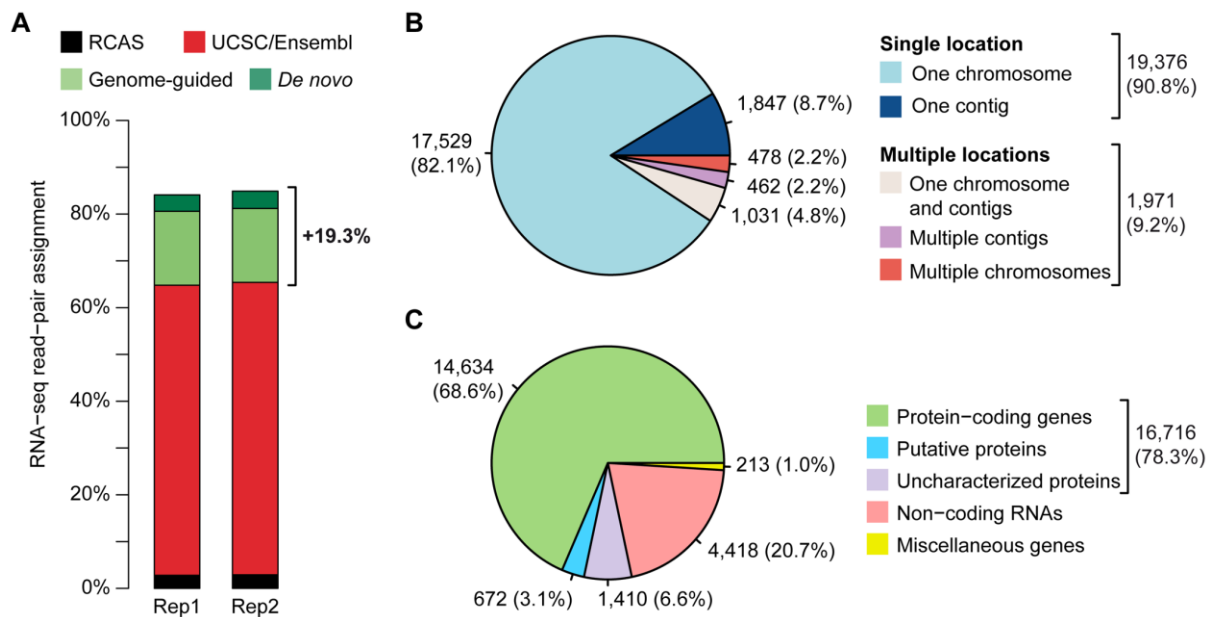 A
RCAS
UCSC/Ensembl
Genome-guided
De novo
RNA−seq read−pair assignment
100%
80%
60%
40%
20%
0%
+19.3%
Rep1
Rep2
B
17,529
(82.1%)
1,847 (8.7%)
478 (2.2%)
462 (2.2%)
1,031 (4.8%)
Single location
One chromosome
One contig
19,376
(90.8%)
Multiple locations
One chromosome
and contigs
Multiple contigs
Multiple chromosomes
1,971
(9.2%)
C
14,634
(68.6%)
213 (1.0%)
4,418 (20.7%)
1,410 (6.6%)
672 (3.1%)
Protein−coding genes
Putative proteins
Uncharacterized proteins
Non−coding RNAs
Miscellaneous genes
16,716
(78.3%)